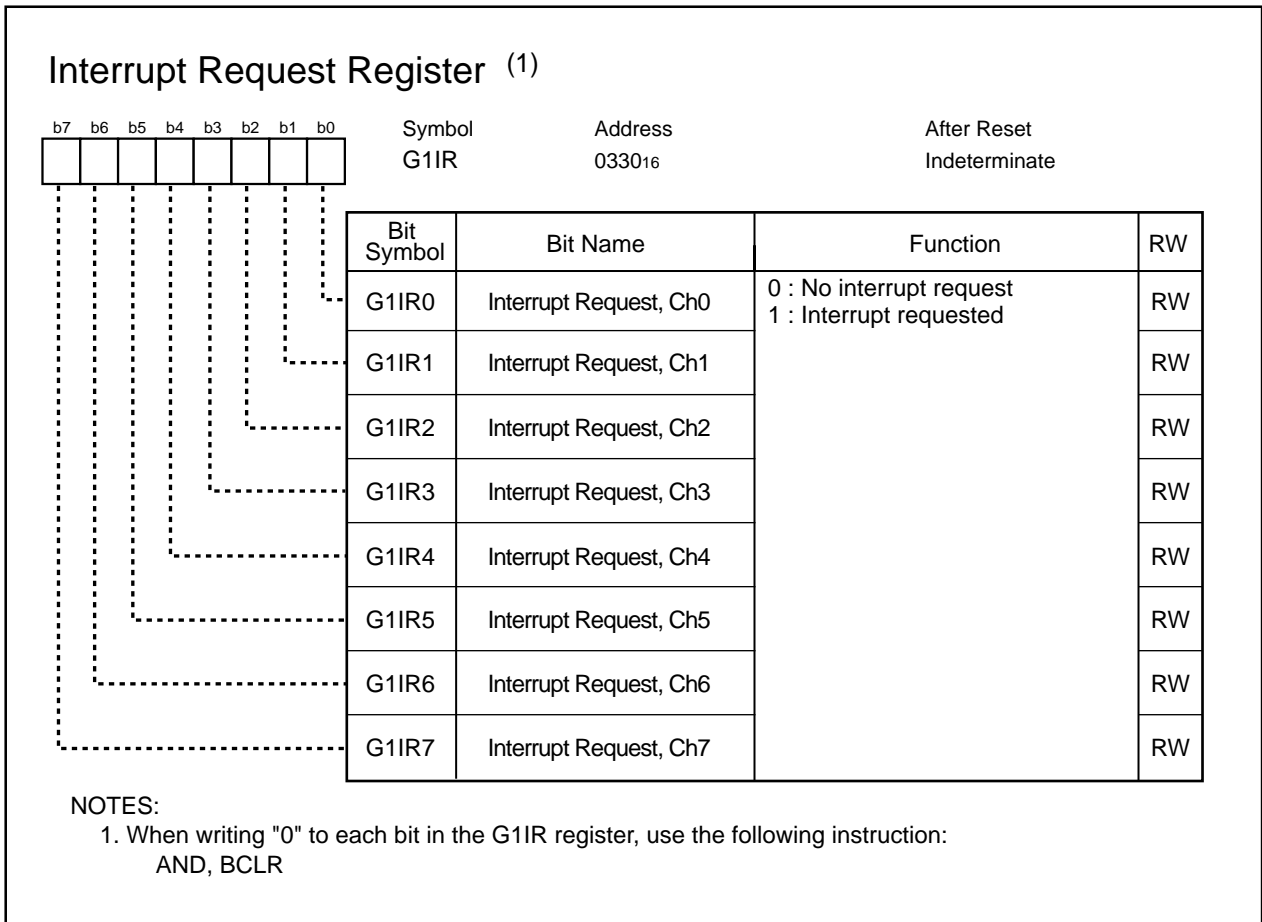 Interrupt Request Register (1)
b7 b6 b5 b4 b3 b2 b1 b0
Symbol Address After Reset
G1IR 033016 Indeterminate
Bit Symbol Bit Name Function RW
G1IR0 Interrupt Request, Ch0 0 : No interrupt request RW
1 : Interrupt requested
G1IR1 Interrupt Request, Ch1 RW
G1IR2 Interrupt Request, Ch2 RW
G1IR3 Interrupt Request, Ch3 RW
G1IR4 Interrupt Request, Ch4 RW
G1IR5 Interrupt Request, Ch5 RW
G1IR6 Interrupt Request, Ch6 RW
G1IR7 Interrupt Request, Ch7 RW
NOTES:
1. When writing "0" to each bit in the G1IR register, use the following instruction:
AND, BCLR